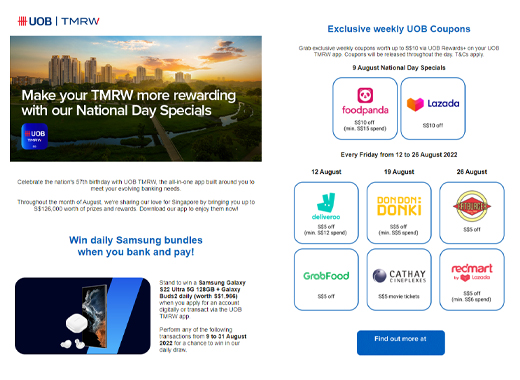 UOB | TMRW
Make your TMRW more rewarding
with our National Day Specials
UOB
TMRW
Celebrate the nation's 57th birthday with UOB TMRW, the all-in-one app built around you to
meet your evolving banking needs.
Throughout the month of August, we're sharing our love for Singapore by bringing you up to
S$126,000 worth of prizes and rewards. Download our app to enjoy them now!
Win daily Samsung bundles
when you bank and pay!
Stand to win a Samsung Galaxy
S22 Ultra 5G 128GB + Galaxy
Buds2 daily (worth S$1,966)
when you apply for an account
digitally or transact via the UOB
TMRW app.
Perform any of the following
transactions from 9 to 31 August
2022 for a chance to win in our
daily draw.
Exclusive weekly UOB Coupons
Grab exclusive weekly coupons worth up to S$10 via UOB Rewards+ on your UOB
TMRW app. Coupons will be released throughout the day. T&Cs apply.
9 August National Day Specials
foodpanda
S$10 off
(min. S$15 spend)
Lazada
S$10 off
Every Friday from 12 to 26 August 2022
12 August
19 August
26 August
deliveroo
S$5 off
(min. S$12 spend)
DON DON DONKI
S$5 off
(min. S$5 spend)
FATBURGER
S$5 off
GrabFood
S$5 off
CATHAY
CINEPLEXES
S$5 movie tickets
redmart
by Lazada
S$5 off
(min. S$6 spend)
Find out more at